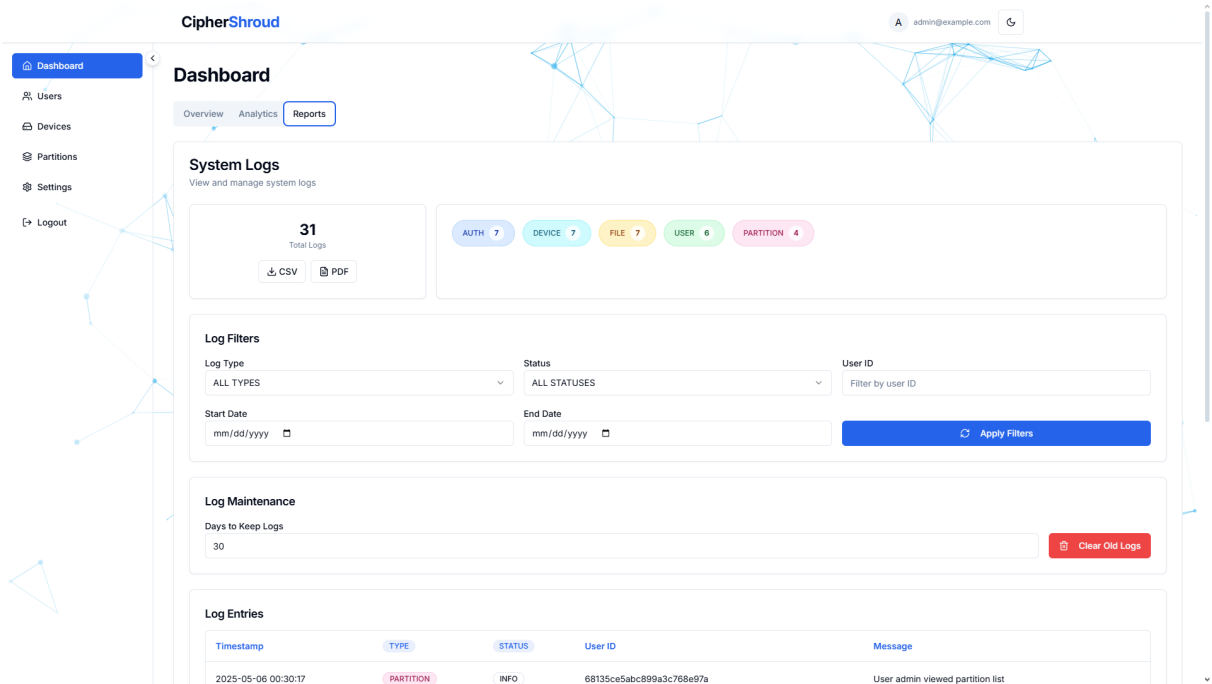 CipherShroud
A admin@example.com
Dashboard
Users
Devices
Partitions
Settings
Logout
Dashboard
Overview Analytics Reports
System Logs
View and manage system logs
31
Total Logs
CSV PDF
AUTH 7 DEVICE 7 FILE 7 USER 6 PARTITION 4
Log Filters
Log Type Status User ID
ALL TYPES ALL STATUSES Filter by user ID
Start Date End Date
mm/dd/yyyy mm/dd/yyyy Apply Filters
Log Maintenance
Days to Keep Logs
30 Clear Old Logs
Log Entries
Timestamp TYPE STATUS User ID Message
2025-05-06 00:30:17 PARTITION INFO 68135ce5abc899a3c768e97a User admin viewed partition list